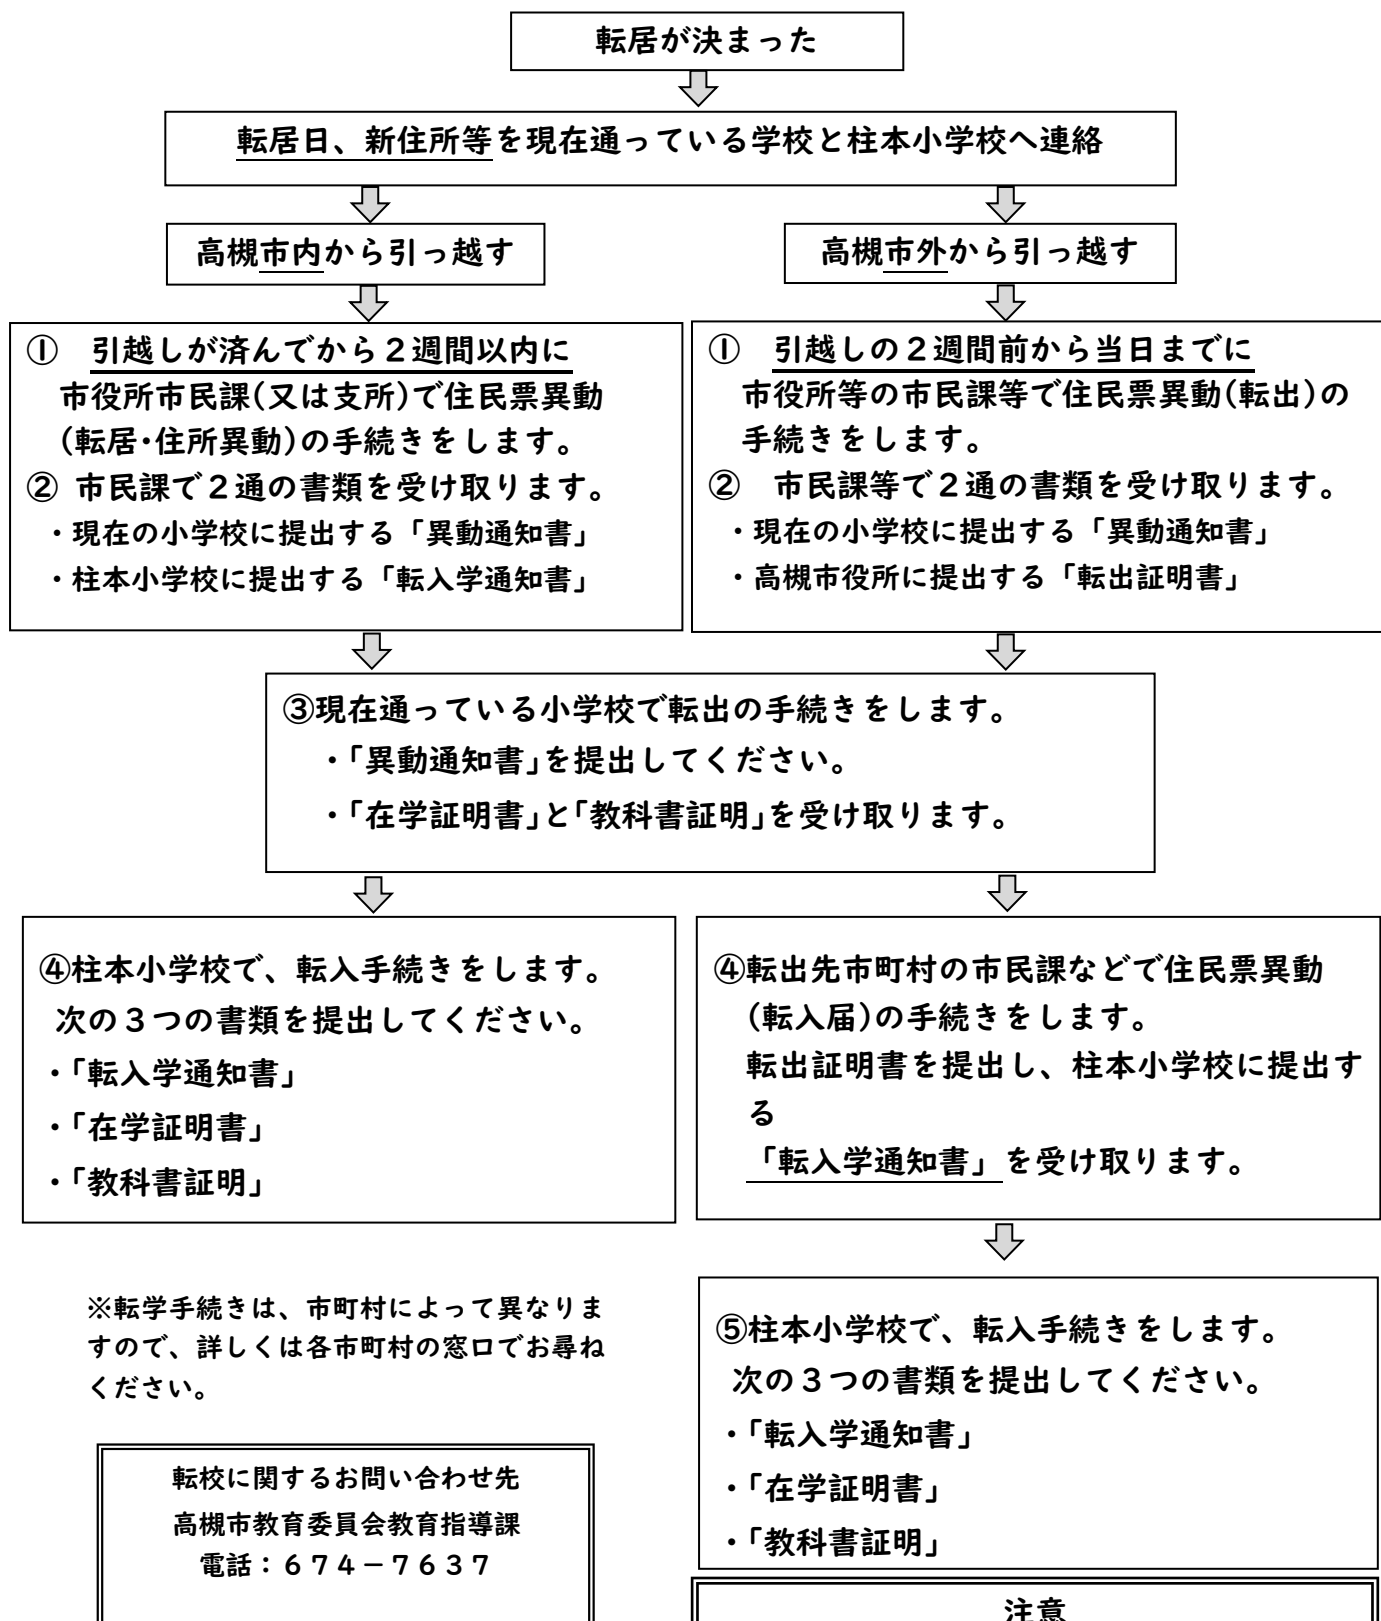 転居が決まった
転居日、新住所等を現在通っている学校と柱本小学校へ連絡
高槻市内から引っ越す
高槻市外から引っ越す
① 引越しが済んでから２週間以内に
市役所市民課(又は支所)で住民票異動
(転居・住所異動)の手続きをします。
② 市民課で２通の書類を受け取ります。
・現在の小学校に提出する「異動通知書」
・柱本小学校に提出する「転入学通知書」
① 引越しの２週間前から当日までに
市役所等の市民課等で住民票異動(転出)の
手続きをします。
② 市民課等で２通の書類を受け取ります。
・現在の小学校に提出する「異動通知書」
・高槻市役所に提出する「転出証明書」
③現在通っている小学校で転出の手続きをします。
・「異動通知書」を提出してください。
・「在学証明書」と「教科書証明」を受け取ります。
④柱本小学校で、転入手続きをします。
次の３つの書類を提出してください。
・「転入学通知書」
・「在学証明書」
・「教科書証明」
④転出先市町村の市民課などで住民票異動
(転入届)の手続きをします。
転出証明書を提出し、柱本小学校に提出す
る
「転入学通知書」を受け取ります。
※転学手続きは、市町村によって異なりま
すので、詳しくは各市町村の窓口でお尋ね
ください。
⑤柱本小学校で、転入手続きをします。
次の３つの書類を提出してください。
・「転入学通知書」
・「在学証明書」
・「教科書証明」
転校に関するお問い合わせ先
高槻市教育委員会教育指導課
電話：６７４－７６３７
注意